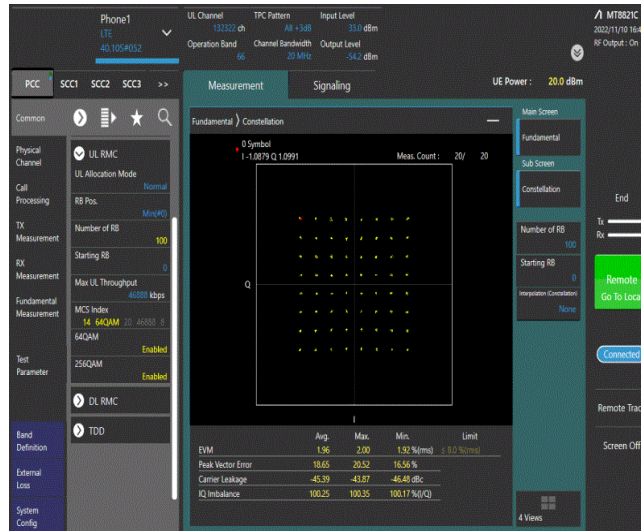 Phone1
LTE
40.105#052
UL Channel TPC Pattern Input Level
132322 ch All +3dB 33.0 dBm
Operation Band Channel Bandwidth Output Level
66 20 MHz -54.2 dBm
MT8821C
2022/11/10 16:4
RF Output : On
PCC SCC1 SCC2 SCC3 >>
Measurement Signaling UE Power : 20.0 dBm
Common
Physical
Channel
Call
Processing
TX
Measurement
RX
Measurement
Fundamental
Measurement
Test
Parameter
Band
Definition
External
Loss
System
Config
UL RMC
UL Allocation Mode
Normal
RB Pos.
Min(#0)
Number of RB
100
Starting RB
0
Max UL Throughput
46888 kbps
MCS Index
14 64QAM 20 46888 8
64QAM
Enabled
256QAM
Enabled
DL RMC
TDD
Fundamental Constellation
0 Symbol
I -1.0879 Q 1.0991 Meas. Count : 20/ 20
Q
I
Avg. Max. Min. Limit
EVM 1.96 2.00 1.92 %(rms) ≤ 8.0 %(rms)
Peak Vector Error 18.65 20.52 16.56 %
Carrier Leakage -45.39 -43.87 -46.48 dBc
IQ Imbalance 100.25 100.35 100.17 %(I/Q)
Main Screen
Fundamental
Sub Screen
Constellation
Number of RB
100
Starting RB
0
Interpolation (Constellation)
None
4 Views
End
Tx
Rx
Remote
Go To Loca
Connected
Remote Trac
Screen Off